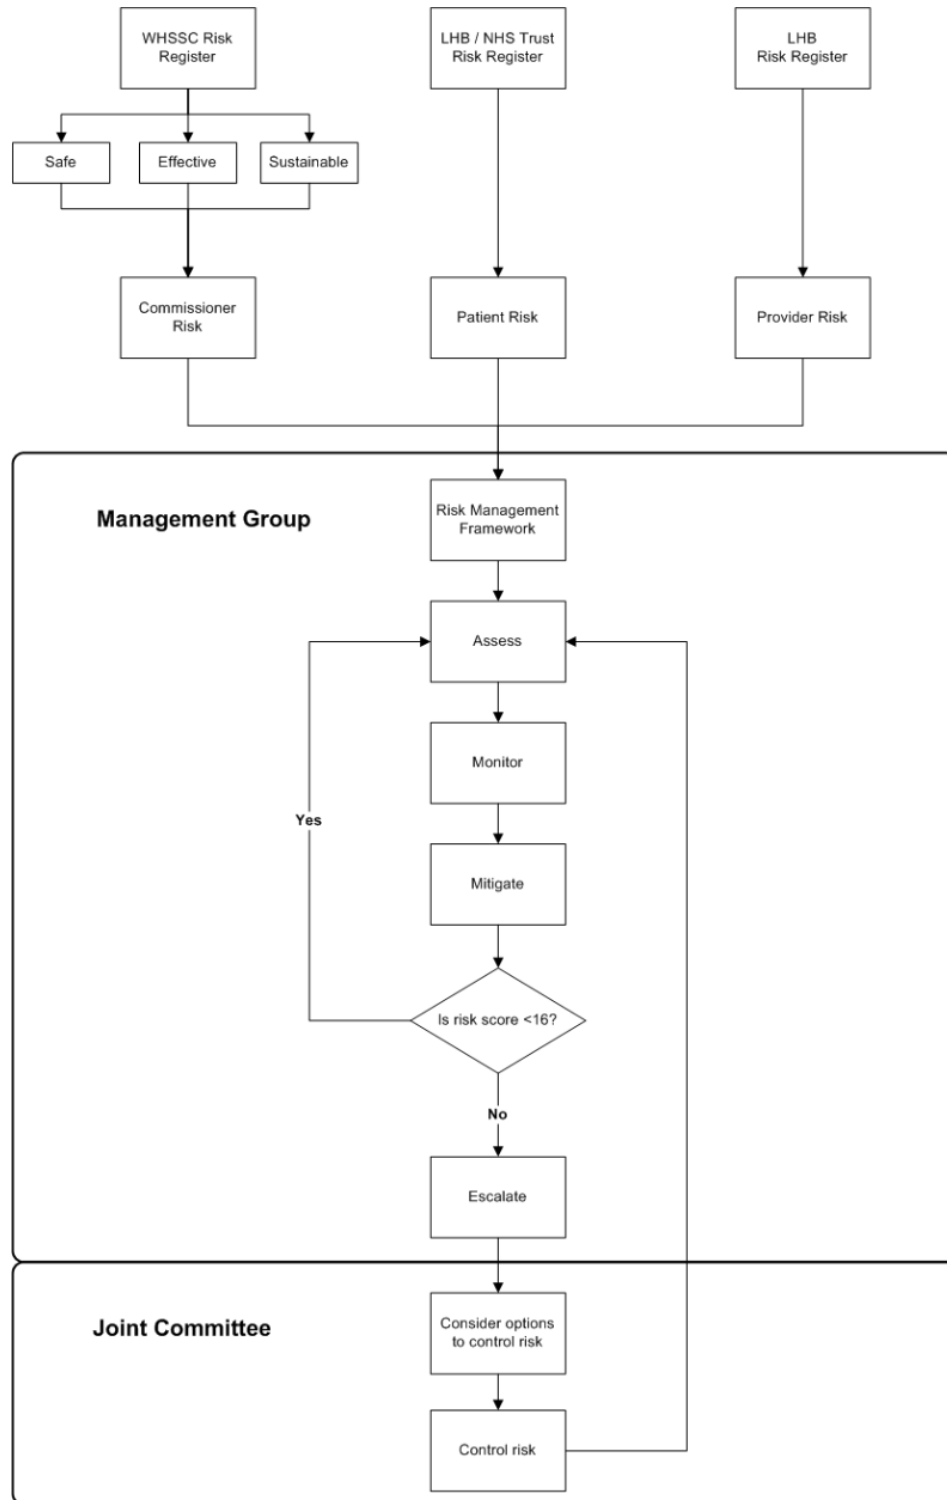 WHSSC Risk
Register
LHB / NHS Trust
Risk Register
LHB
Risk Register
Safe
Effective
Sustainable
Commissioner
Risk
Patient Risk
Provider Risk
Management Group
Risk Management
Framework
Assess
Monitor
Yes
Mitigate
Is risk score <16?
No
Escalate
Joint Committee
Consider options
to control risk
Control risk